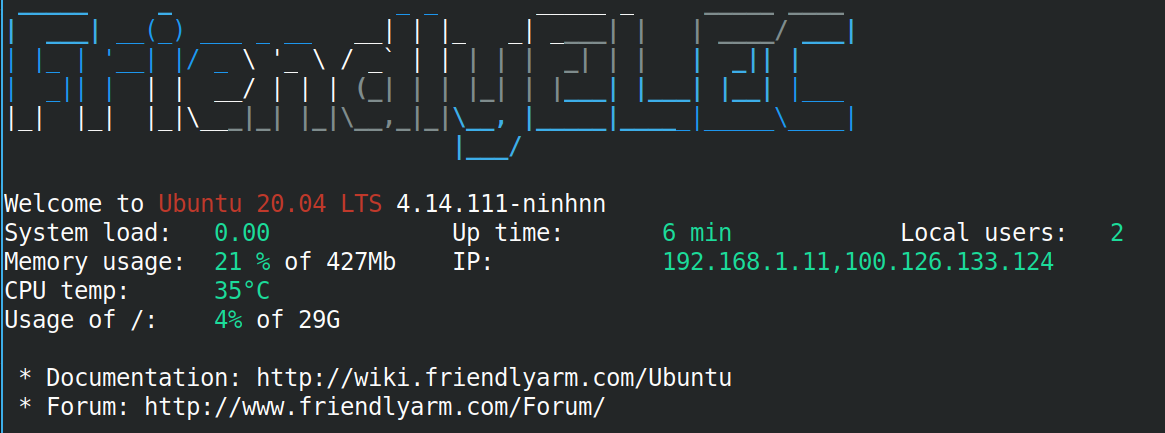 FriendlyELEC
Welcome to Ubuntu 20.04 LTS 4.14.111-ninhnn
System load: 0.00 Up time: 6 min Local users: 2
Memory usage: 21 % of 427Mb IP: 192.168.1.11,100.126.133.124
CPU temp: 35°C
Usage of /: 4% of 29G
* Documentation: http://wiki.friendlyarm.com/Ubuntu
* Forum: http://www.friendlyarm.com/Forum/